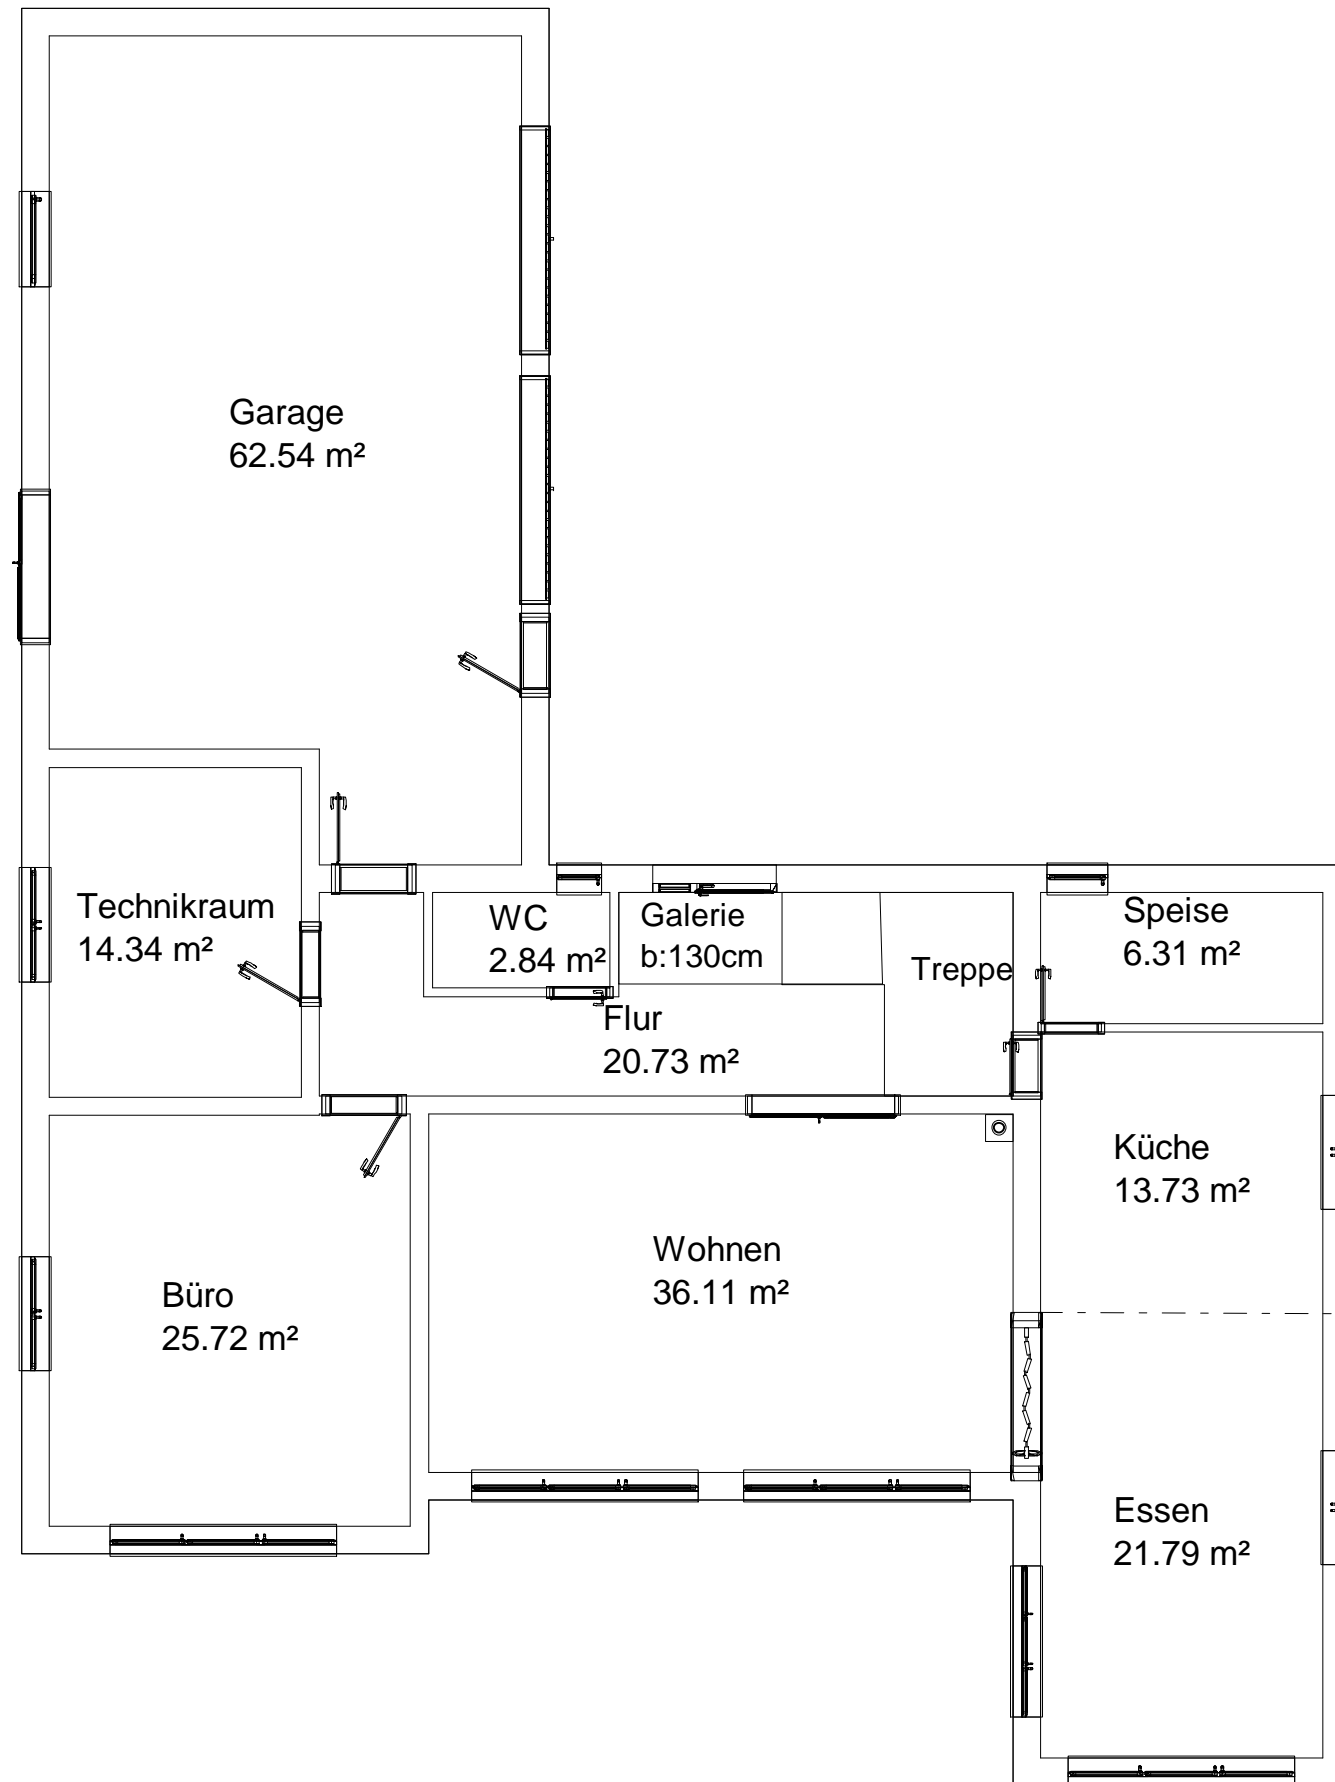 Garage
62.54 m²
Technikraum
14.34 m²
WC
2.84 m²
Galerie
b:130cm
Treppe
Speise
6.31 m²
Flur
20.73 m²
Küche
13.73 m²
Wohnen
36.11 m²
Büro
25.72 m²
Essen
21.79 m²